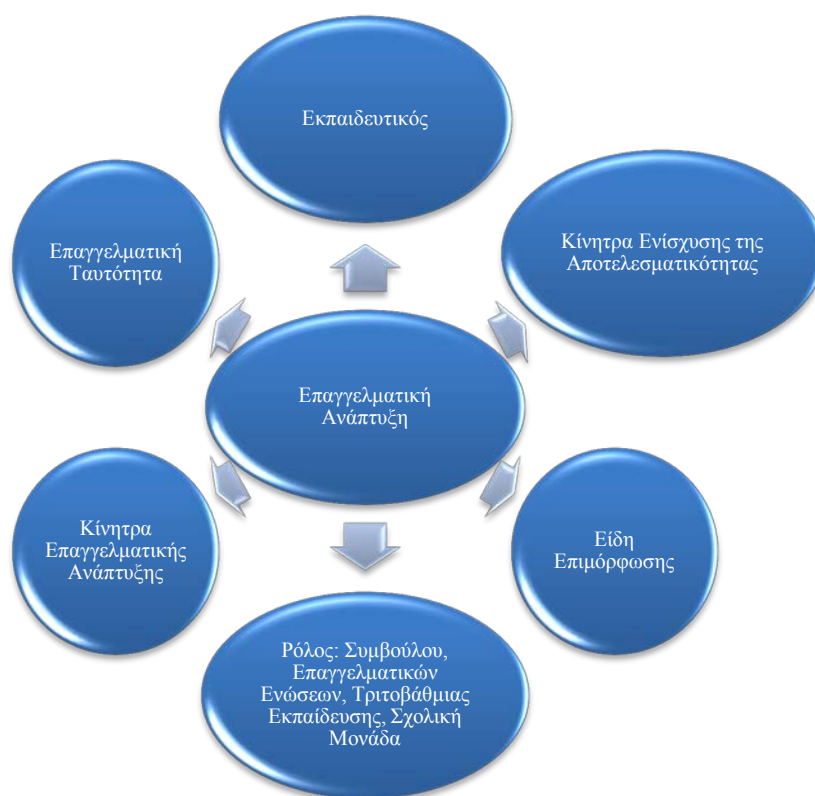 Εκπαιδευτικός
Κίνητρα Ενίσχυσης της
Αποτελεσματικότητας
Επαγγελματική
Ταυτότητα
Επαγγελματική
Ανάπτυξη
Κίνητρα
Επαγγελματικής
Ανάπτυξης
Είδη
Επιμόρφωσης
Ρόλος: Συμβούλου,
Επαγγελματικών
Ενώσεων, Τριτοβάθμιας
Εκπαίδευσης, Σχολική
Μονάδα